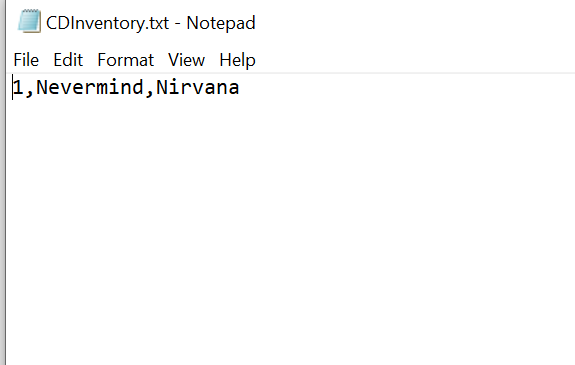 CDInventory.txt - Notepad
File Edit Format View Help
1,Nevermind,Nirvana